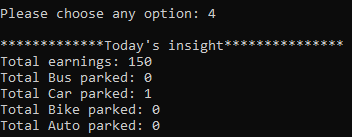 Please choose any option: 4
*************Today's insight***************
Total earnings: 150
Total Bus parked: 0
Total Car parked: 1
Total Bike parked: 0
Total Auto parked: 0